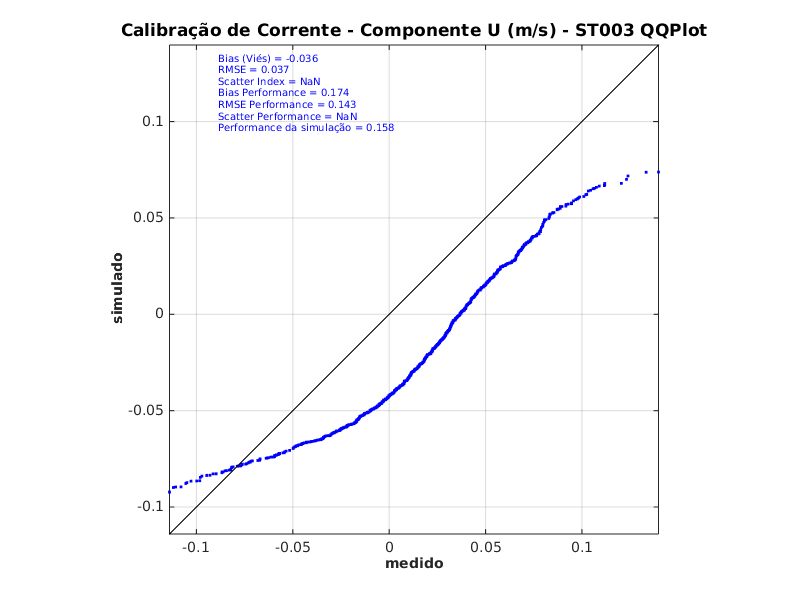 Calibração de Corrente - Componente U (m/s) - ST003 QQPlot
Bias (Viés) = -0.036
RMSE = 0.037
Scatter Index = NaN
Bias Performance = 0.174
RMSE Performance = 0.143
Scatter Performance = NaN
Performance da simulação = 0.158
0.1
0.05
0
-0.05
-0.1
simulado
-0.1
-0.05
0
0.05
0.1
medido